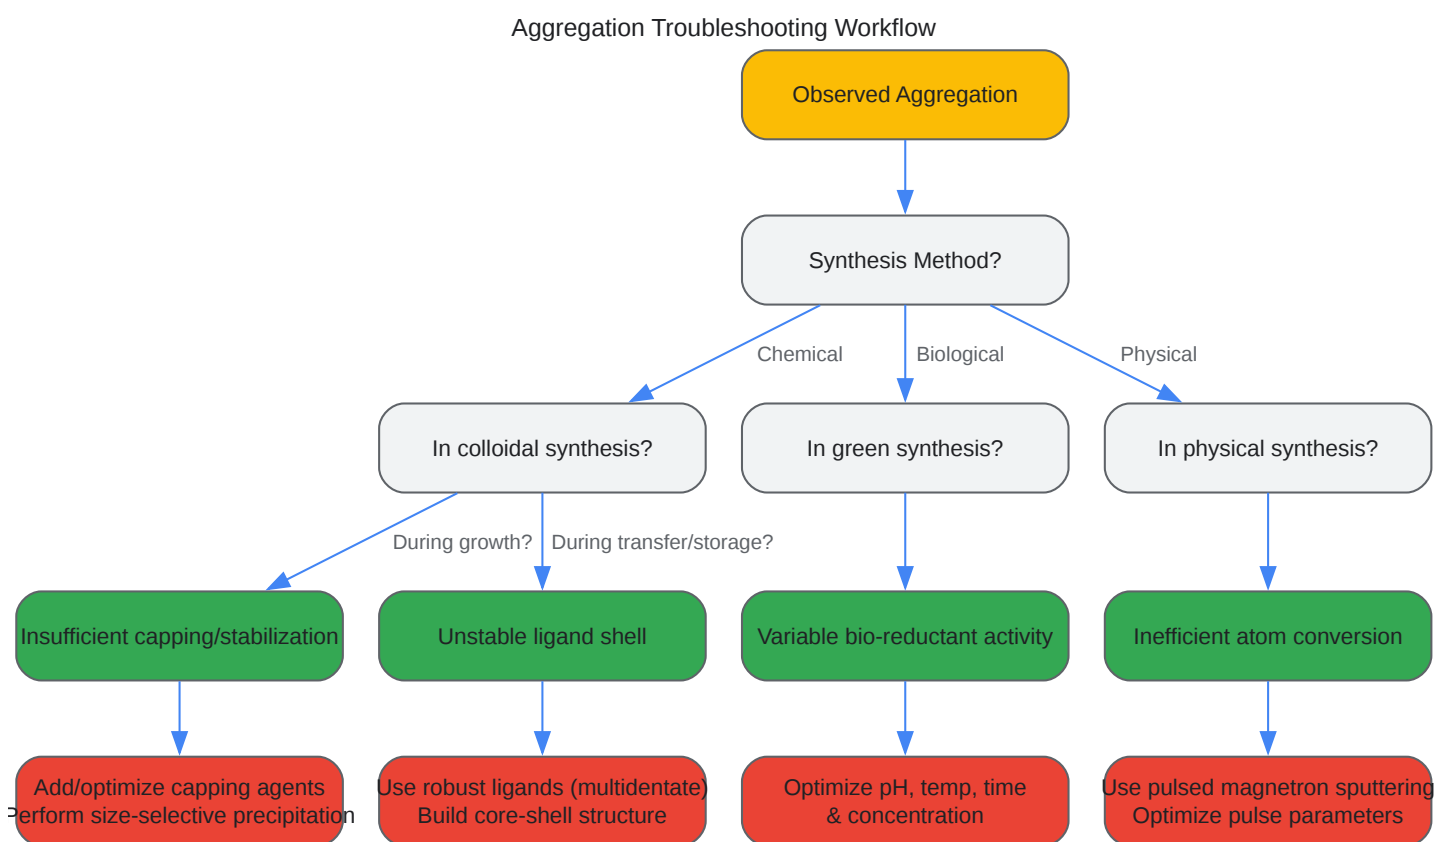 Aggregation Troubleshooting Workflow
Observed Aggregation
Synthesis Method?
Chemical
Biological
Physical
In colloidal synthesis?
In green synthesis?
In physical synthesis?
During growth?
During transfer/storage?
Insufficient capping/stabilization
Unstable ligand shell
Variable bio-reductant activity
Inefficient atom conversion
Add/optimize capping agents
Perform size-selective precipitation
Use robust ligands (multidentate)
Build core-shell structure
Optimize pH, temp, time
& concentration
Use pulsed magnetron sputtering
Optimize pulse parameters